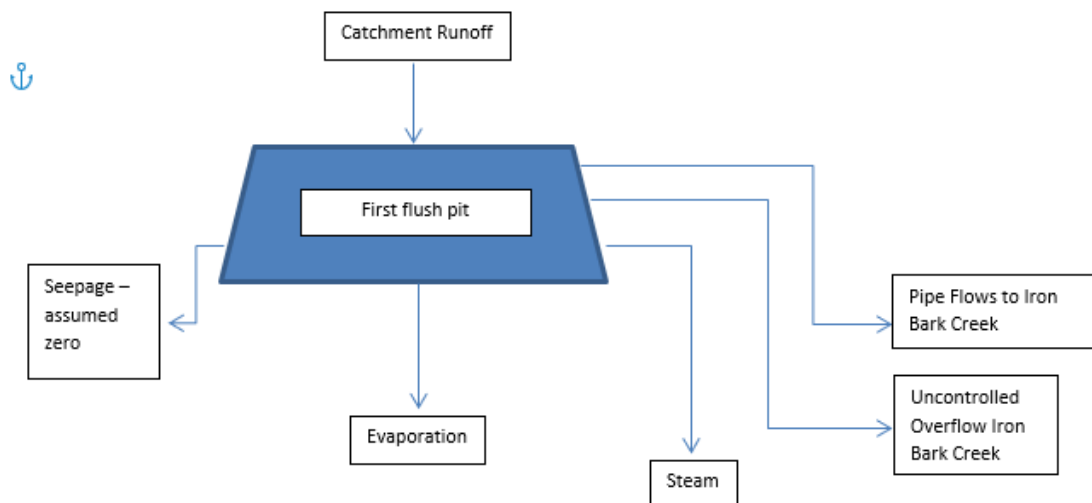 Catchment Runoff
First flush pit
Seepage –
assumed
zero
Pipe Flows to Iron
Bark Creek
Evaporation
Uncontrolled
Overflow Iron
Bark Creek
Steam